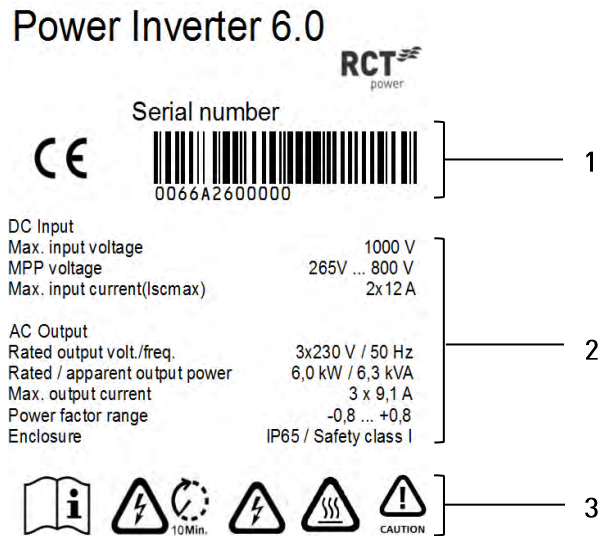 Power Inverter 6.0
RCT
power
Serial number
CE
0066A2600000
1
DC Input
Max. input voltage 1000 V
MPP voltage 265V ... 800 V
Max. input current(Iscmax) 2x12 A
2
AC Output
Rated output volt./freq. 3x230 V / 50 Hz
Rated / apparent output power 6,0 kW / 6,3 kVA
Max. output current 3 x 9,1 A
Power factor range -0,8 ... +0,8
Enclosure IP65 / Safety class I
i
10 Min.
!
CAUTION
3